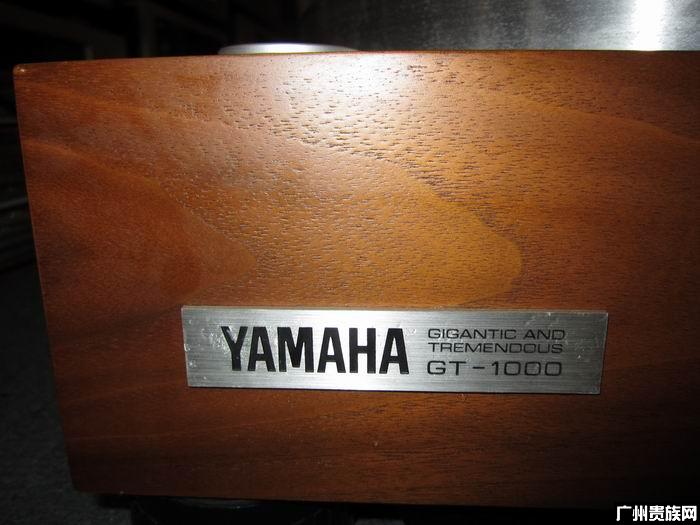 YAMAHA
GIGANTIC AND
TREMENDOUS
GT-1000
广州贵族网